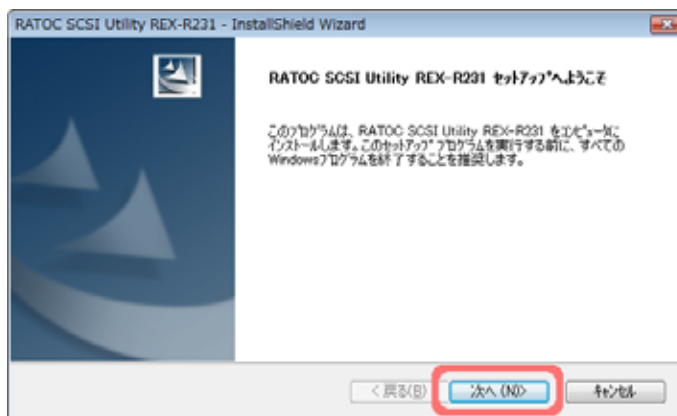 RATOC SCSI Utility REX-R231 - InstallShield Wizard
RATOC SCSI Utility REX-R231 ｾｯﾄｱｯﾌﾟへようこそ
このﾌﾟﾛｸﾞﾗﾑは、RATOC SCSI Utility REX-R231 をｺﾝﾋﾟｭｰﾀに
ｲﾝｽﾄｰﾙします。このｾｯﾄｱｯﾌﾟ ﾌﾟﾛｸﾞﾗﾑを実行する前に、すべての
Windowsﾌﾟﾛｸﾞﾗﾑを終了することを推奨します。
< 戻る(B)
次へ (N)>
ｷｬﾝｾﾙ